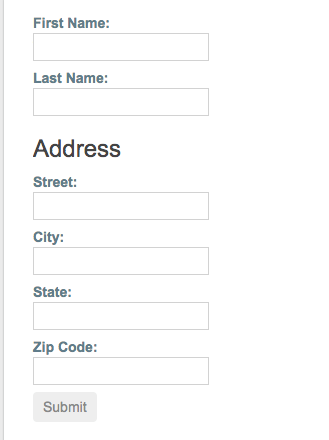 First Name:
Last Name:
Address
Street:
City:
State:
Zip Code:
Submit